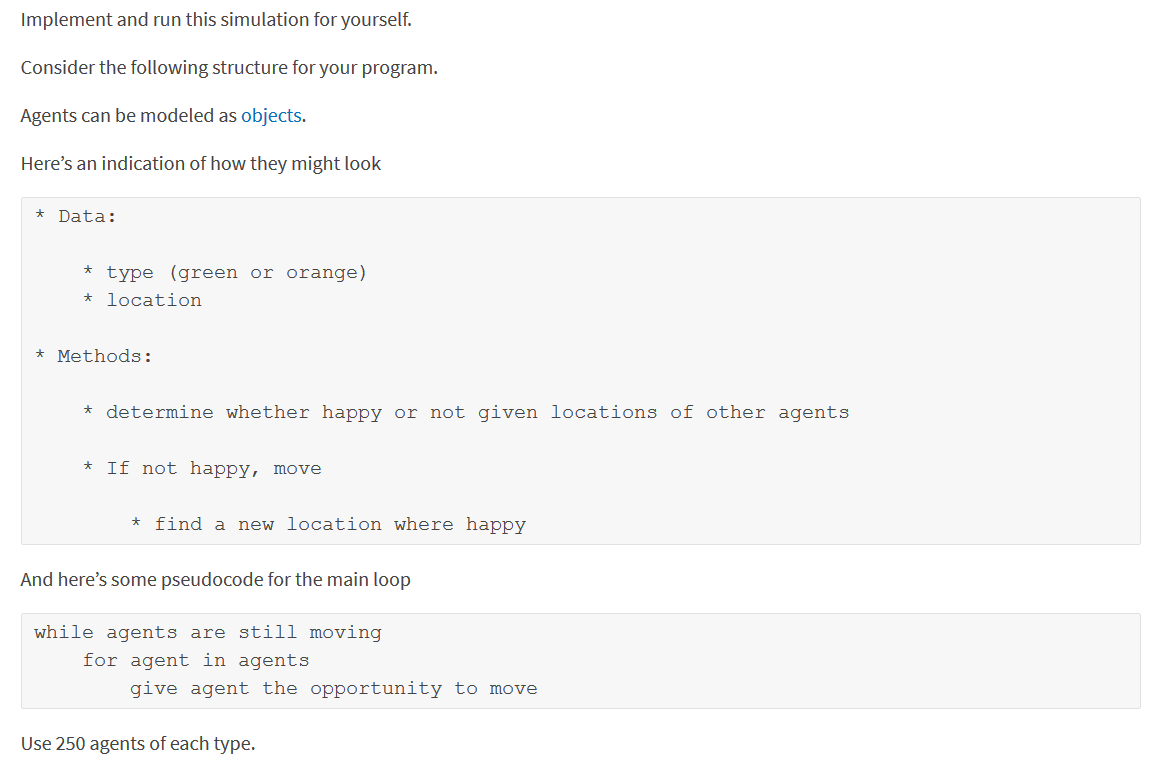 Implement and run this simulation for yourself.
Consider the following structure for your program.
Agents can be modeled as objects.
Here’s an indication of how they might look
* Data:
* type (green or orange)
* location
* Methods:
* determine whether happy or not given locations of other agents
* If not happy, move
* find a new location where happy
And here’s some pseudocode for the main loop
while agents are still moving
for agent in agents
give agent the opportunity to move
Use 250 agents of each type.